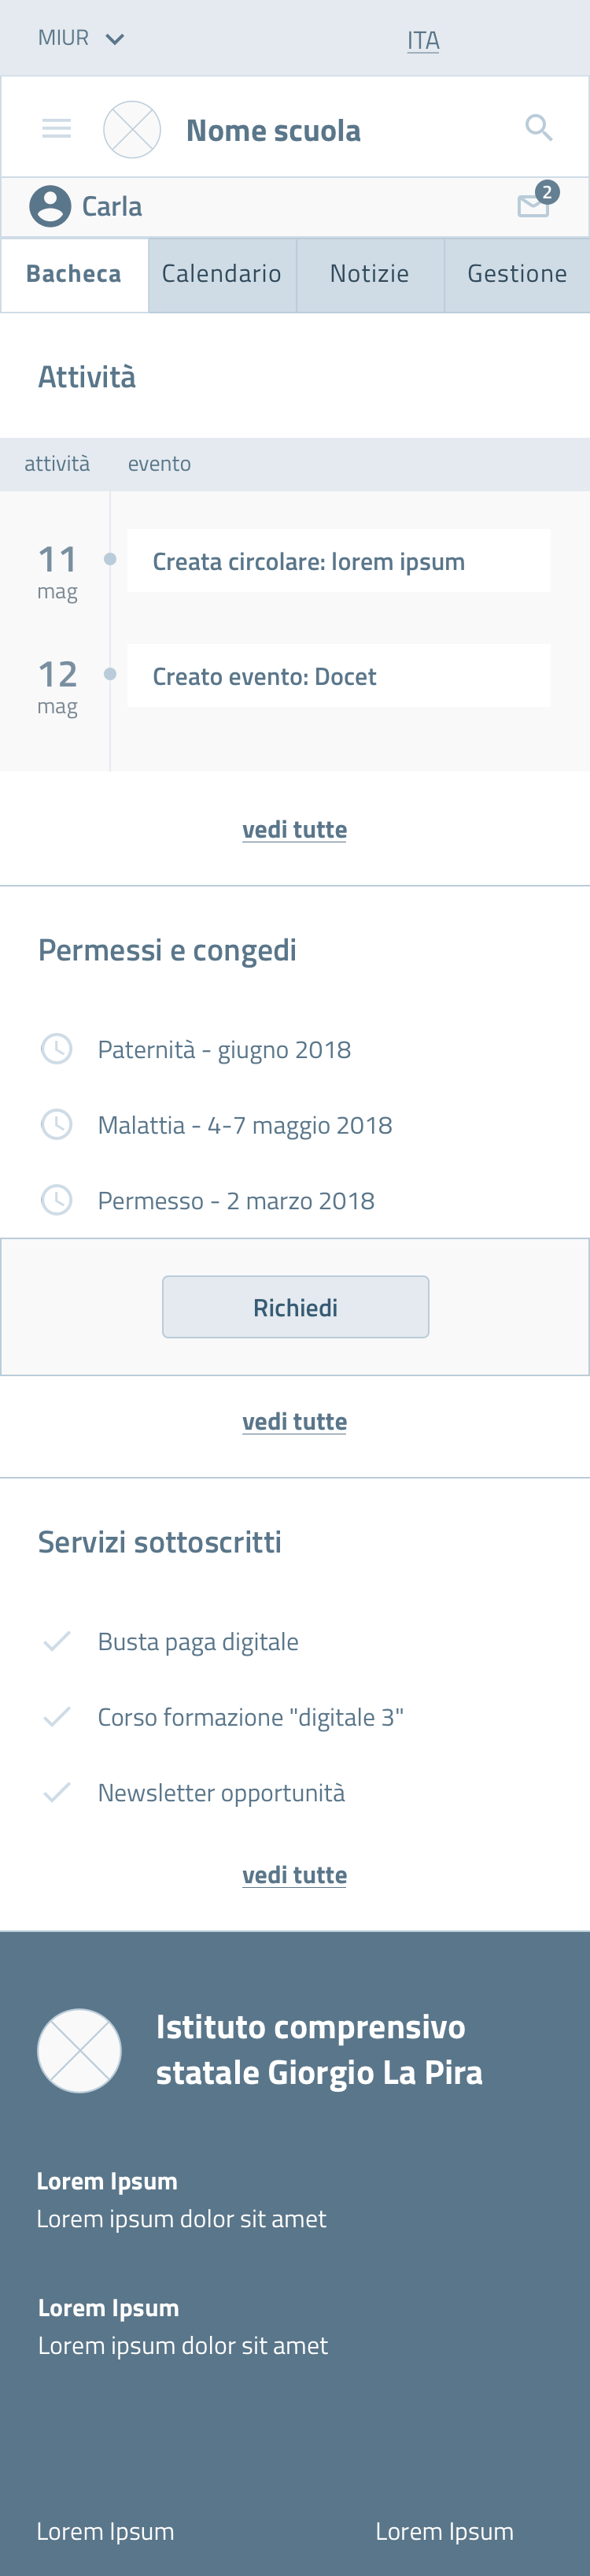 MIUR
ITA
Nome scuola
Carla
2
Bacheca Calendario Notizie Gestione
Attività
attività evento
11
mag
Creata circolare: lorem ipsum
12
mag
Creato evento: Docet
vedi tutte
Permessi e congedi
Paternità - giugno 2018
Malattia - 4-7 maggio 2018
Permesso - 2 marzo 2018
Richiedi
vedi tutte
Servizi sottoscritti
Busta paga digitale
Corso formazione "digitale 3"
Newsletter opportunità
vedi tutte
Istituto comprensivo
statale Giorgio La Pira
Lorem Ipsum
Lorem ipsum dolor sit amet
Lorem Ipsum
Lorem ipsum dolor sit amet
Lorem Ipsum Lorem Ipsum